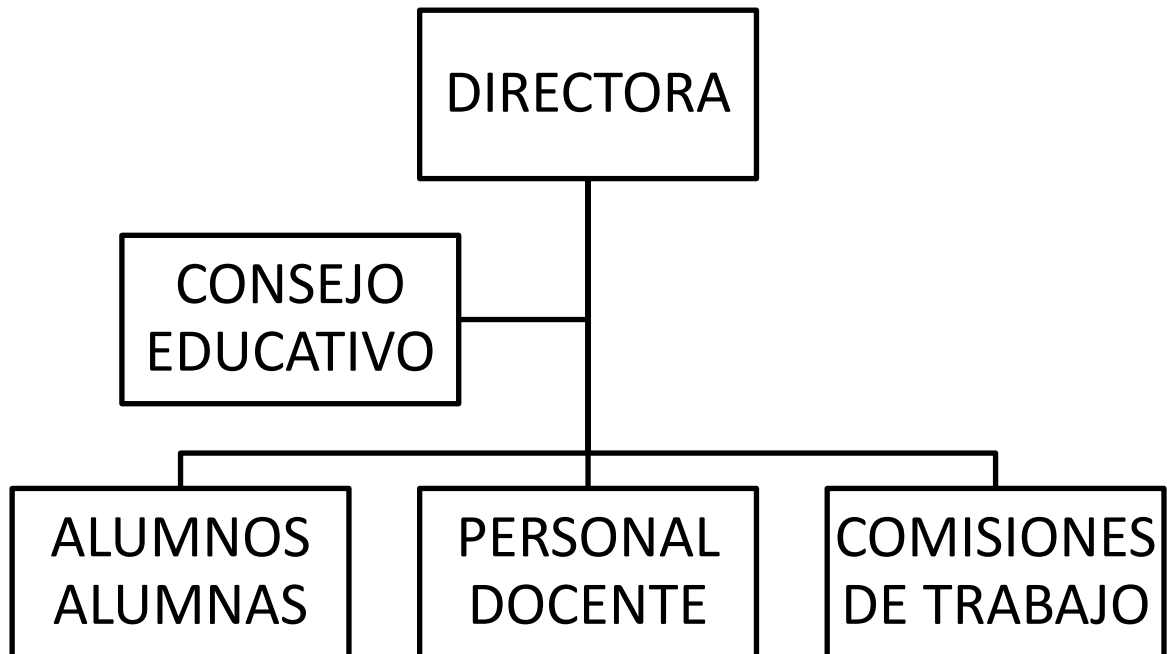 DIRECTORA
CONSEJO
EDUCATIVO
ALUMNOS
ALUMNAS
PERSONAL
DOCENTE
COMISIONES
DE TRABAJO